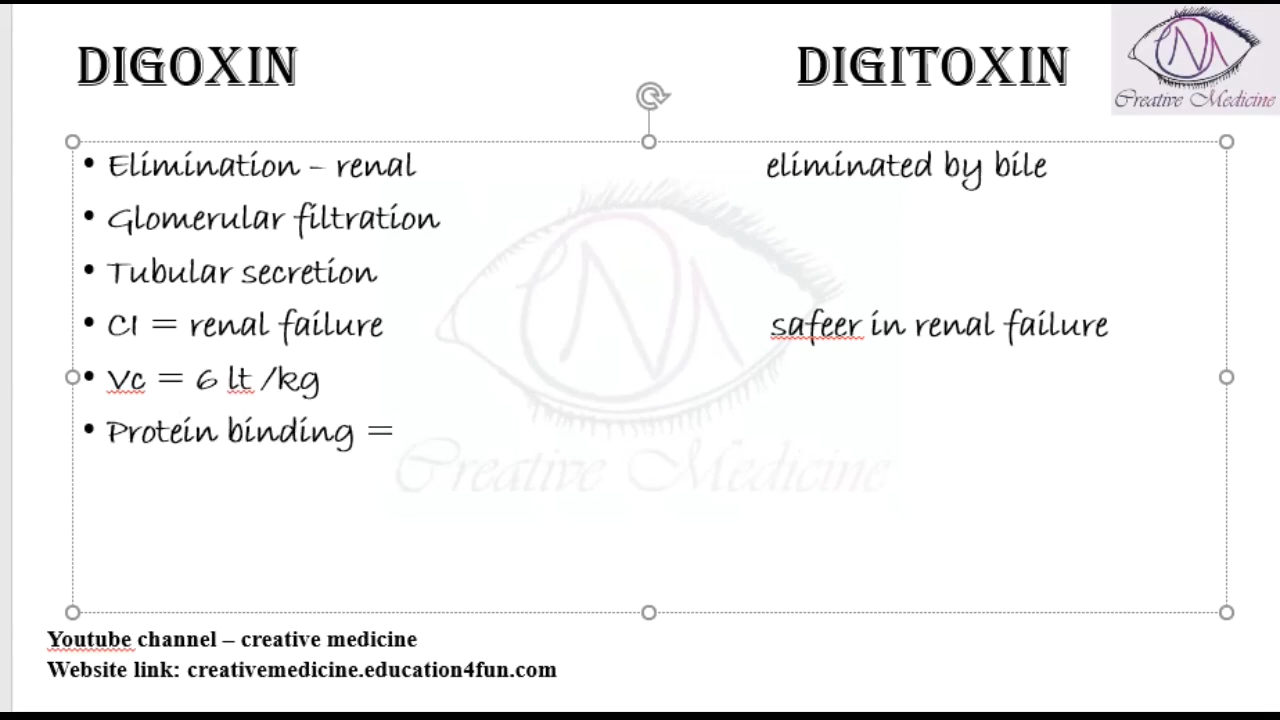 DIGOXIN DIGITOXIN
Creative Medicine
• Elimination – renal eliminated by bile
• Glomerular filtration
• Tubular secretion
• CI = renal failure safeer in renal failure
• Vc = 6 lt /kg
• Protein binding =
Creative Medicine
Youtube channel – creative medicine
Website link: creativemedicine.education4fun.com